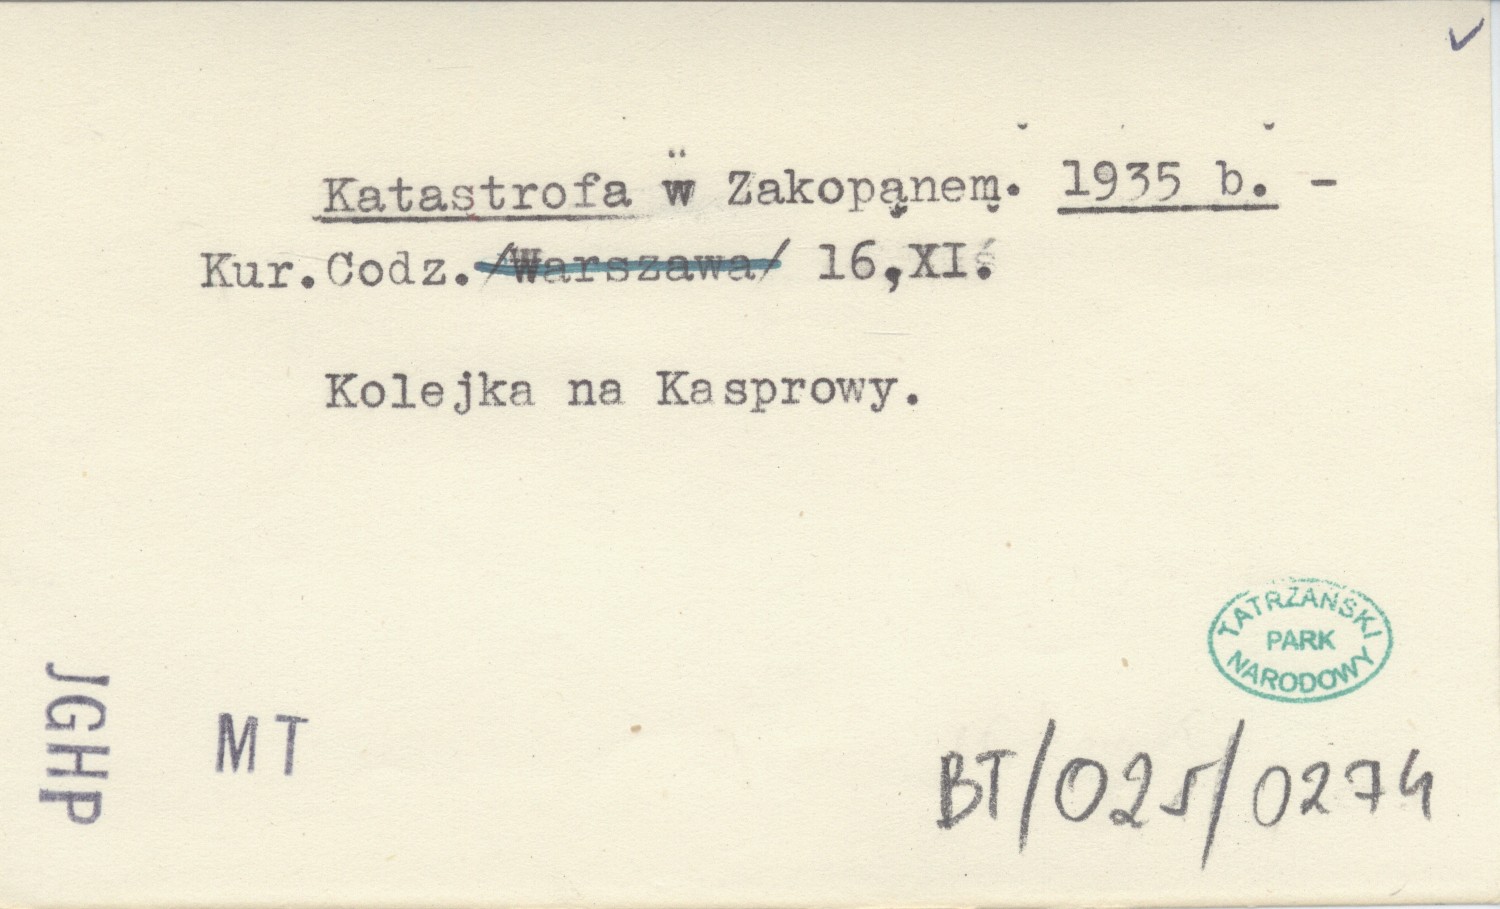 Katastrofa w Zakopanem. 1935 b. -
Kur.Codz./Warszawa/ 16,XI.
Kolejka na Kasprowy.
TATRZAŃSKI
PARK
NARODOWY
JGHP
MT
BT/025/0274